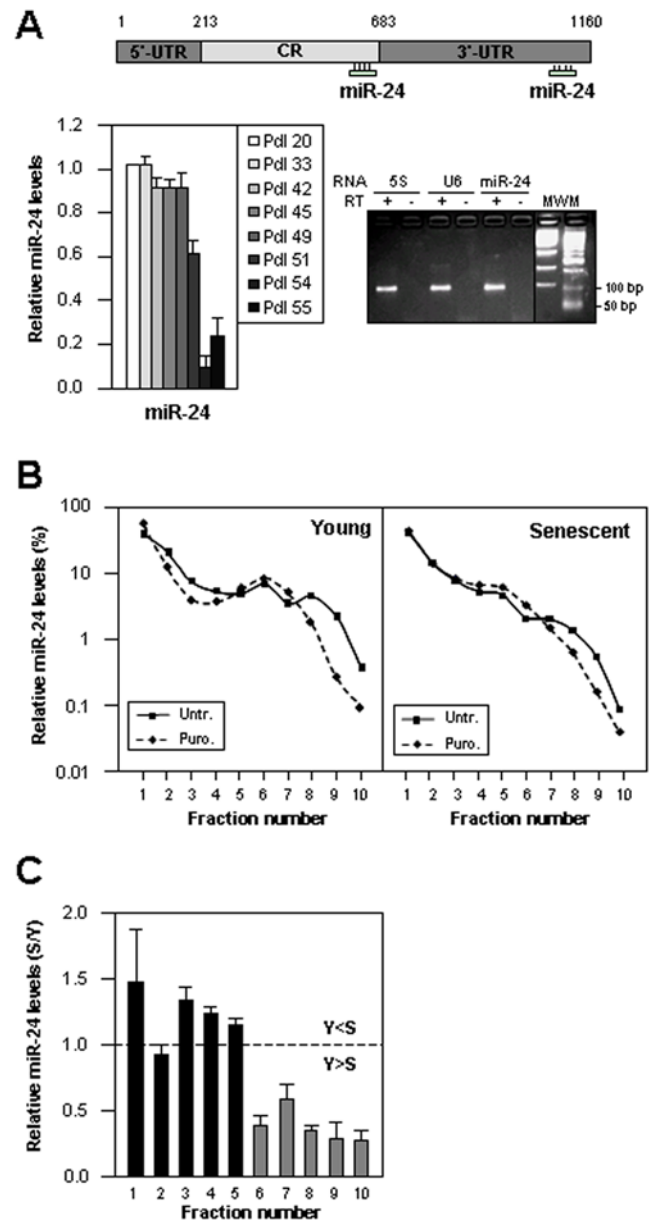 A
1 213 683 1160
5'-UTR CR 3'-UTR
miR-24 miR-24
Relative miR-24 levels
1.2
1.0
0.8
0.6
0.4
0.2
0.0
miR-24
Pdl 20
Pdl 33
Pdl 42
Pdl 45
Pdl 49
Pdl 51
Pdl 54
Pdl 55
RNA 5S U6 miR-24
RT + - + - + - MWM
100 bp
50 bp
B
Relative miR-24 levels (%)
100
10
1
0.1
0.01
Young
Untr.
Puro.
1 2 3 4 5 6 7 8 9 10
Fraction number
Senescent
Untr.
Puro.
1 2 3 4 5 6 7 8 9 10
Fraction number
C
Relative miR-24 levels (S/Y)
2.0
1.5
1.0
0.5
0.0
Y<S
Y>S
1 2 3 4 5 6 7 8 9 10
Fraction number